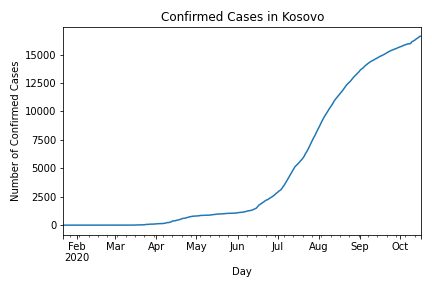 Confirmed Cases in Kosovo
Number of Confirmed Cases
15000
12500
10000
7500
5000
2500
0
Feb Mar Apr May Jun Jul Aug Sep Oct
2020
Day